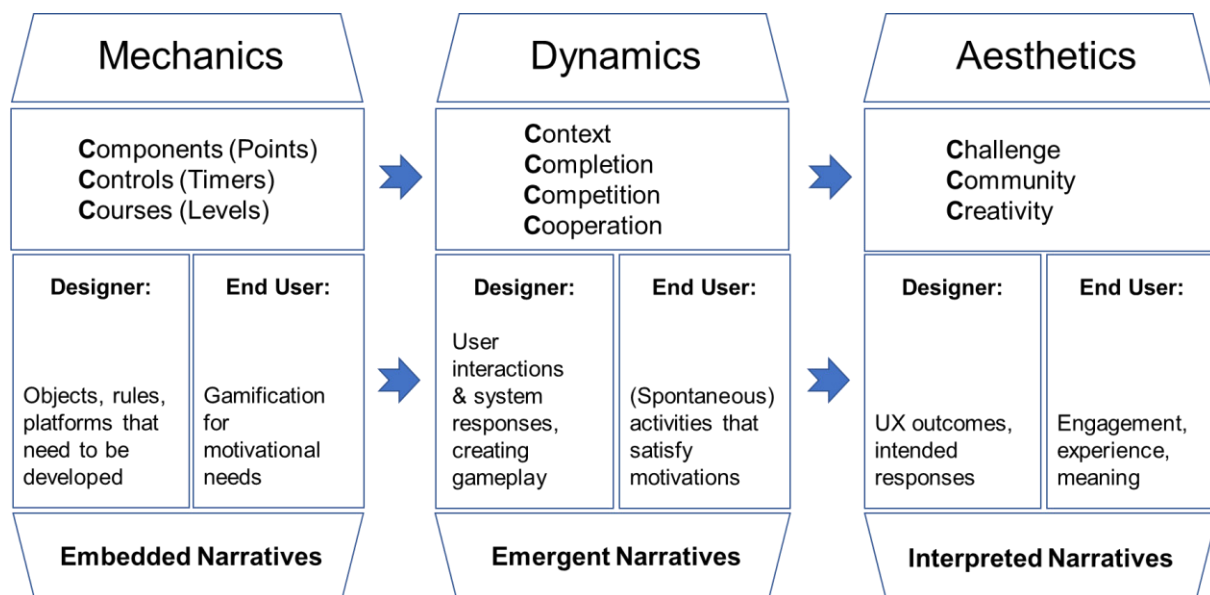 Mechanics
Components (Points)
Controls (Timers)
Courses (Levels)
Designer:
Objects, rules,
platforms that
need to be
developed
End User:
Gamification
for
motivational
needs
Embedded Narratives
Dynamics
Context
Completion
Competition
Cooperation
Designer:
User
interactions
& system
responses,
creating
gameplay
End User:
(Spontaneous)
activities that
satisfy
motivations
Emergent Narratives
Aesthetics
Challenge
Community
Creativity
Designer:
UX outcomes,
intended
responses
End User:
Engagement,
experience,
meaning
Interpreted Narratives